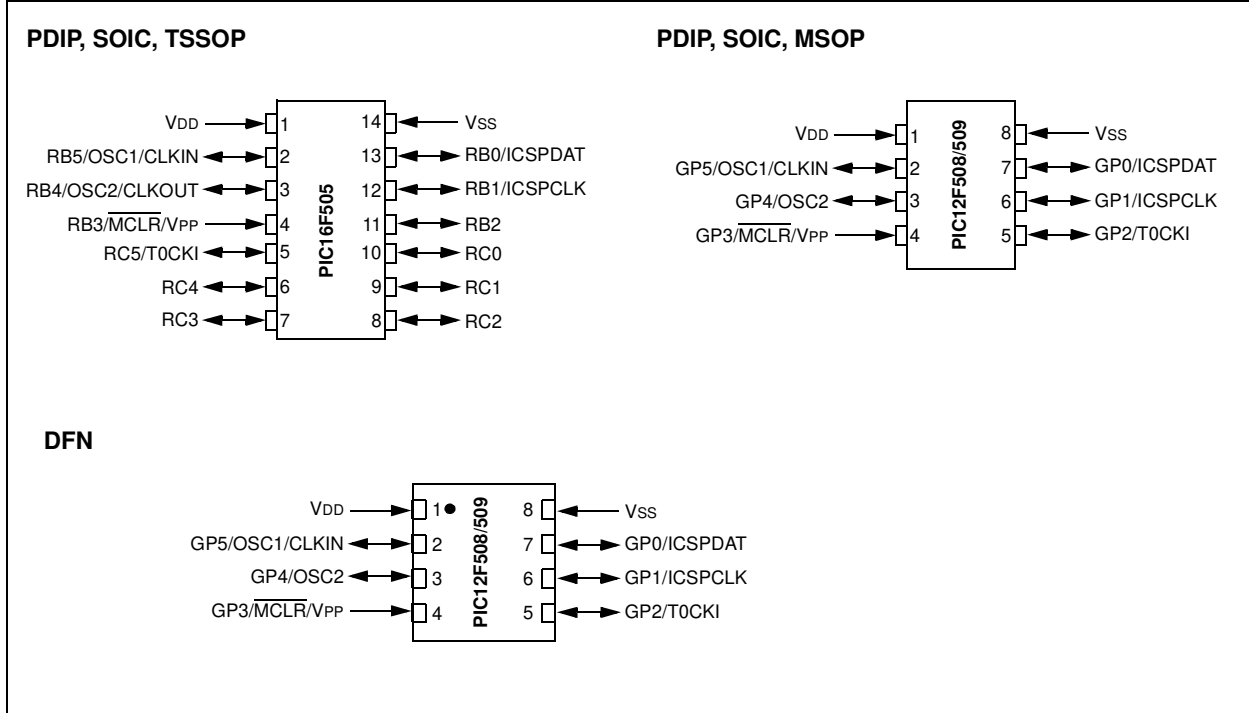 PDIP, SOIC, TSSOP
VDD 1 14 VSS
RB5/OSC1/CLKIN 2 13 RB0/ICSPDAT
RB4/OSC2/CLKOUT 3 12 RB1/ICSPCLK
RB3/MCLR/VPP 4 11 RB2
RC5/T0CKI 5 10 RC0
RC4 6 9 RC1
RC3 7 8 RC2
PIC16F505
PDIP, SOIC, MSOP
VDD 1 8 VSS
GP5/OSC1/CLKIN 2 7 GP0/ICSPDAT
GP4/OSC2 3 6 GP1/ICSPCLK
GP3/MCLR/VPP 4 5 GP2/T0CKI
PIC12F508/509
DFN
VDD 1 8 VSS
GP5/OSC1/CLKIN 2 7 GP0/ICSPDAT
GP4/OSC2 3 6 GP1/ICSPCLK
GP3/MCLR/VPP 4 5 GP2/T0CKI
PIC12F508/509